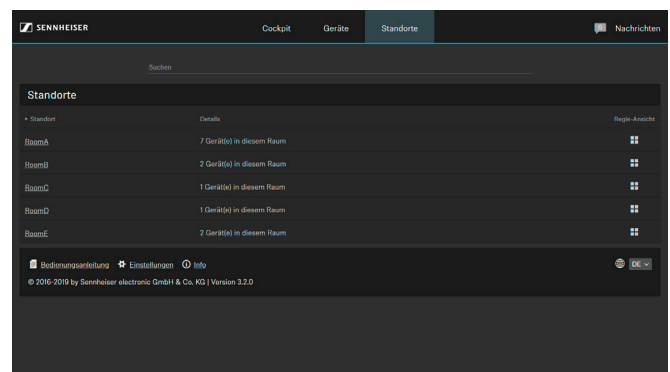 SENNHEISER Cockpit Geräte Standorte Nachrichten
Suchen
Standorte
Standort Details Regie-Ansicht
RoomA 7 Gerät(e) in diesem Raum
RoomB 2 Gerät(e) in diesem Raum
RoomC 1 Gerät(e) in diesem Raum
RoomD 1 Gerät(e) in diesem Raum
RoomE 2 Gerät(e) in diesem Raum
Bedienungsanleitung Einstellungen Info DE
© 2016-2019 by Sennheiser electronic GmbH & Co. KG | Version 3.2.0